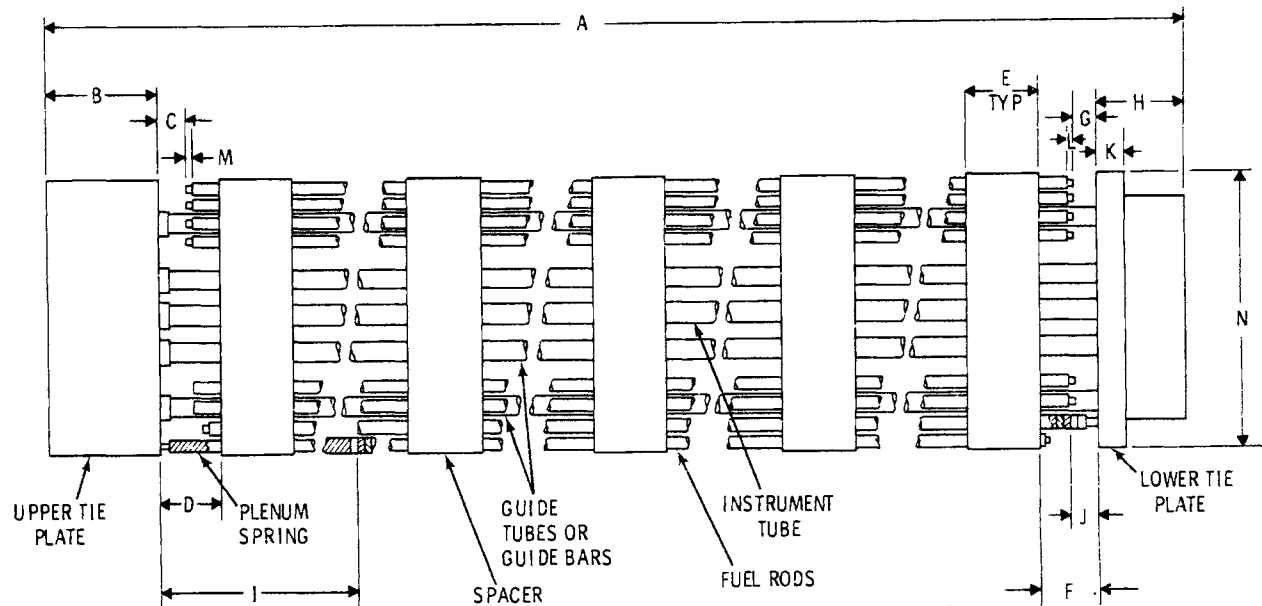 A
B
C
M
E
TYP
G
L
H
K
N
D
I
J
F
UPPER TIE
PLATE
PLENUM
SPRING
GUIDE
TUBES OR
GUIDE BARS
SPACER
INSTRUMENT
TUBE
FUEL RODS
LOWER TIE
PLATE